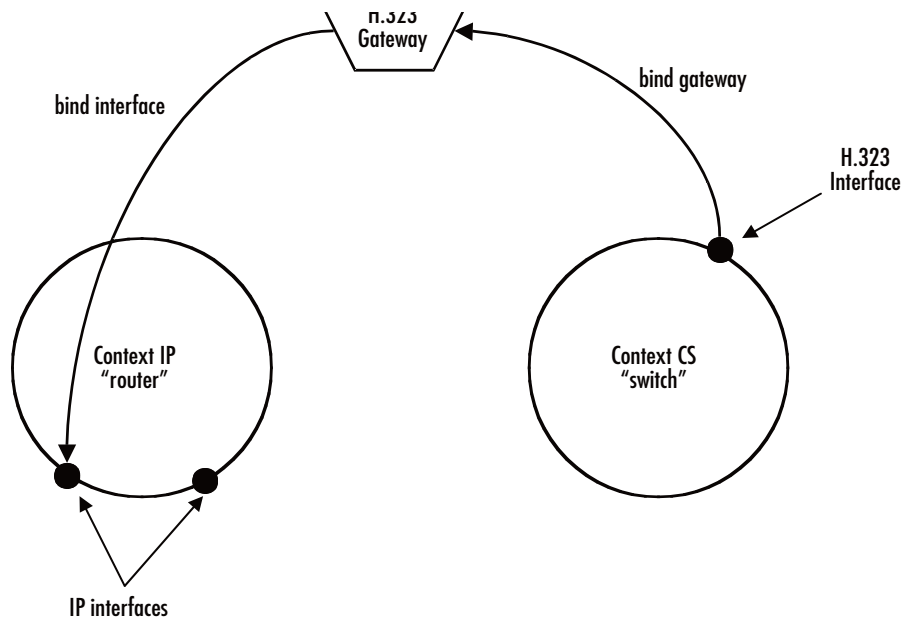 H.323
Gateway
bind interface
bind gateway
H.323
Interface
Context IP
“router”
Context CS
“switch”
IP interfaces